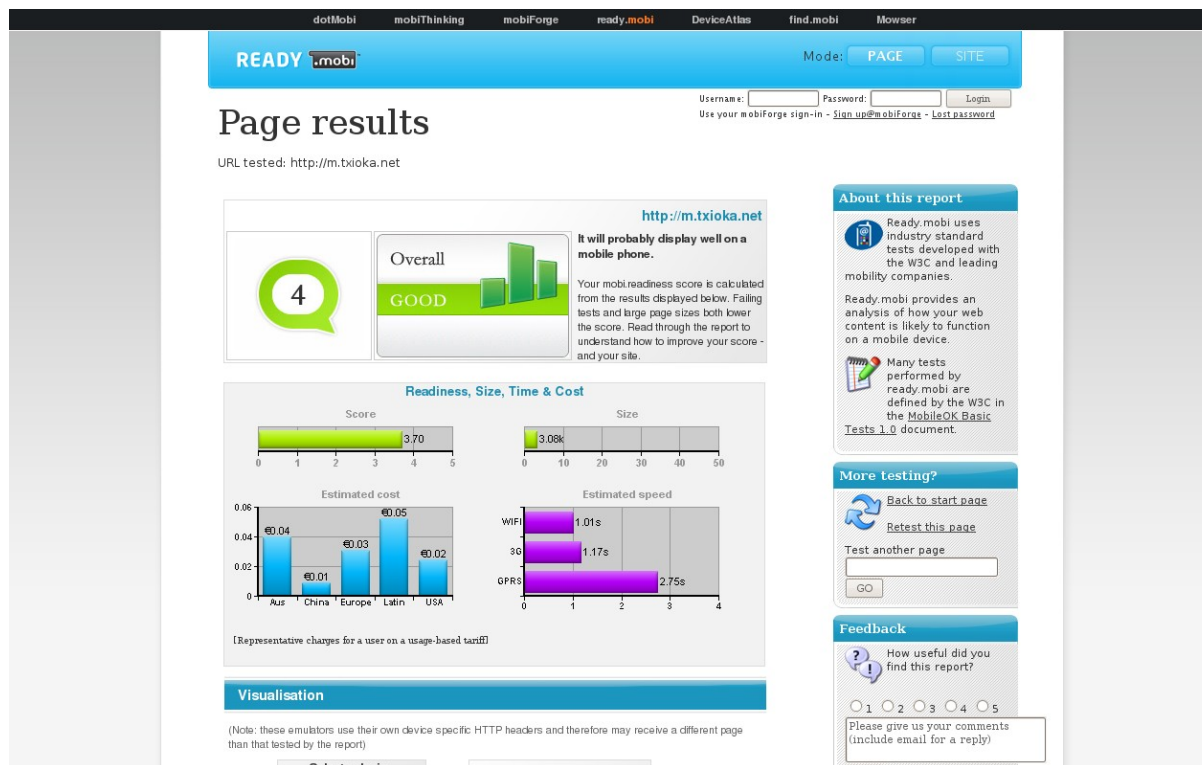 dotMobi mobiThinking mobiForge ready.mobi DeviceAtlas find.mobi Mowser
READY .mobi
Mode: PAGE SITE
Username: Password: Login
Use your mobiForge sign-in - Sign up@mobiForge - Lost password
Page results
URL tested: http://m.txioka.net
http://m.txioka.net
4
Overall
GOOD
It will probably display well on a
mobile phone.
Your mobi.readiness score is calculated
from the results displayed below. Failing
tests and large page sizes both lower
the score. Read through the report to
understand how to improve your score -
and your site.
Readiness, Size, Time & Cost
Score
3.70
0 1 2 3 4 5
Size
3.08k
0 10 20 30 40 50
Estimated cost
0.06
0.04
0.02
0
€0.04 €0.01 €0.03 €0.05 €0.02
Aus China Europe Latin USA
Estimated speed
WIFI 1.01s
3G 1.17s
GPRS 2.75s
0 1 2 3 4
[Representative charges for a user on a usage-based tariff]
Visualisation
(Note: these emulators use their own device specific HTTP headers and therefore may receive a different page
than that tested by the report)
About this report
Ready.mobi uses
industry standard
tests developed with
the W3C and leading
mobility companies.
Ready.mobi provides an
analysis of how your web
content is likely to function
on a mobile device.
Many tests
performed by
ready.mobi are
defined by the W3C in
the MobileOK Basic
Tests 1.0 document.
More testing?
Back to start page
Retest this page
Test another page
GO
Feedback
How useful did you
find this report?
1 2 3 4 5
Please give us your comments
(include email for a reply)